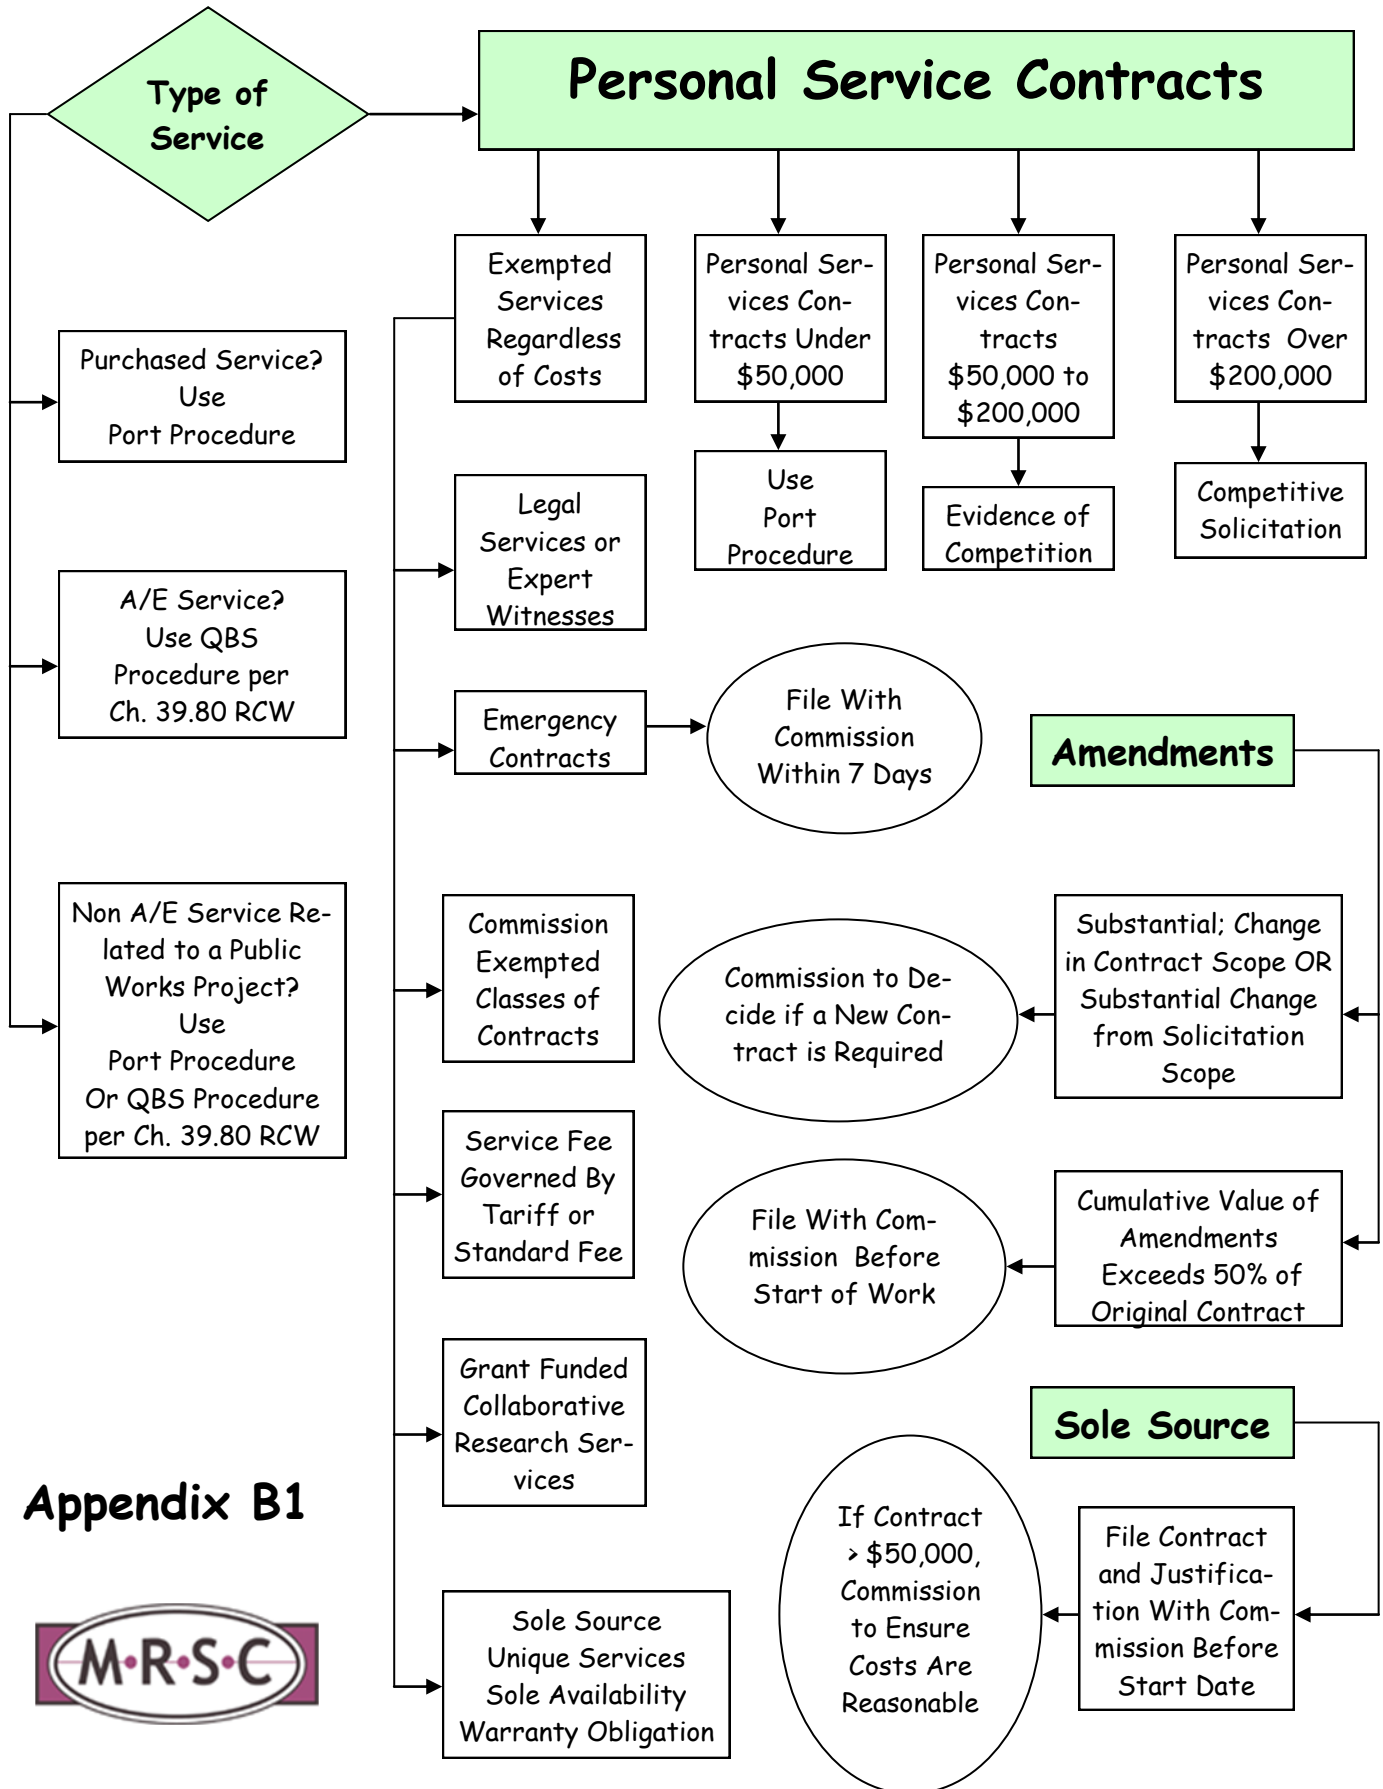 Type of
Service
Personal Service Contracts
Exempted
Services
Regardless
of Costs
Personal Ser-
vices Con-
tracts Under
$50,000
Personal Ser-
vices Con-
tracts
$50,000 to
$200,000
Personal Ser-
vices Con-
tracts Over
$200,000
Purchased Service?
Use
Port Procedure
Use
Port
Procedure
Evidence of
Competition
Competitive
Solicitation
Legal
Services or
Expert
Witnesses
A/E Service?
Use QBS
Procedure per
Ch. 39.80 RCW
Emergency
Contracts
File With
Commission
Within 7 Days
Amendments
Non A/E Service Re-
lated to a Public
Works Project?
Use
Port Procedure
Or QBS Procedure
per Ch. 39.80 RCW
Commission
Exempted
Classes of
Contracts
Commission to De-
cide if a New Con-
tract is Required
Substantial; Change
in Contract Scope OR
Substantial Change
from Solicitation
Scope
Service Fee
Governed By
Tariff or
Standard Fee
File With Com-
mission Before
Start of Work
Cumulative Value of
Amendments
Exceeds 50% of
Original Contract
Grant Funded
Collaborative
Research Ser-
vices
Sole Source
Appendix B1
If Contract
> $50,000,
Commission
to Ensure
Costs Are
Reasonable
File Contract
and Justifica-
tion With Com-
mission Before
Start Date
Sole Source
Unique Services
Sole Availability
Warranty Obligation
M•R•S•C